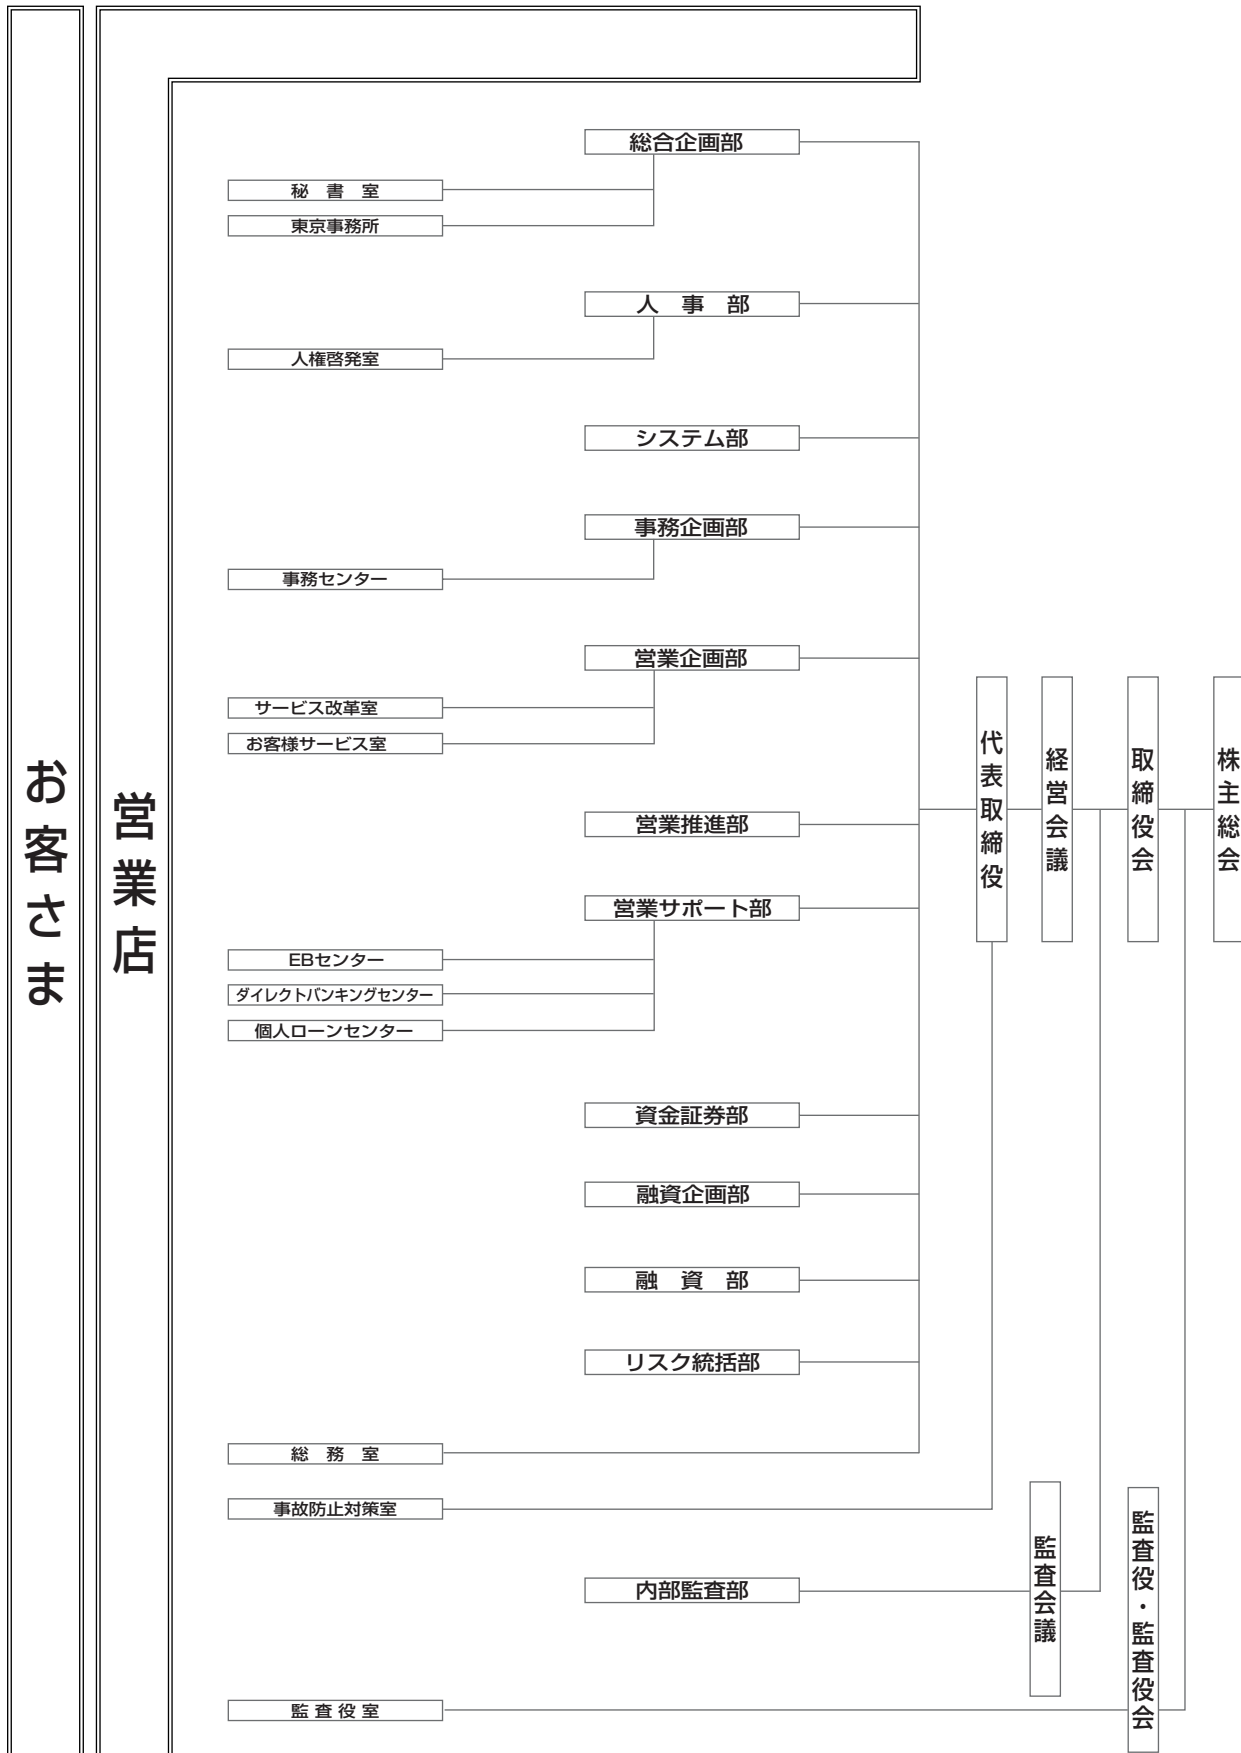 お客さま
営業店
総合企画部
秘書室
東京事務所
人事部
人権啓発室
システム部
事務企画部
事務センター
営業企画部
サービス改革室
お客様サービス室
営業推進部
営業サポート部
EBセンター
ダイレクトバンキングセンター
個人ローンセンター
資金証券部
融資企画部
融資部
リスク統括部
総務室
事故防止対策室
内部監査部
監査役室
代表取締役
経営会議
取締役会
株主総会
監査会議
監査役・監査役会